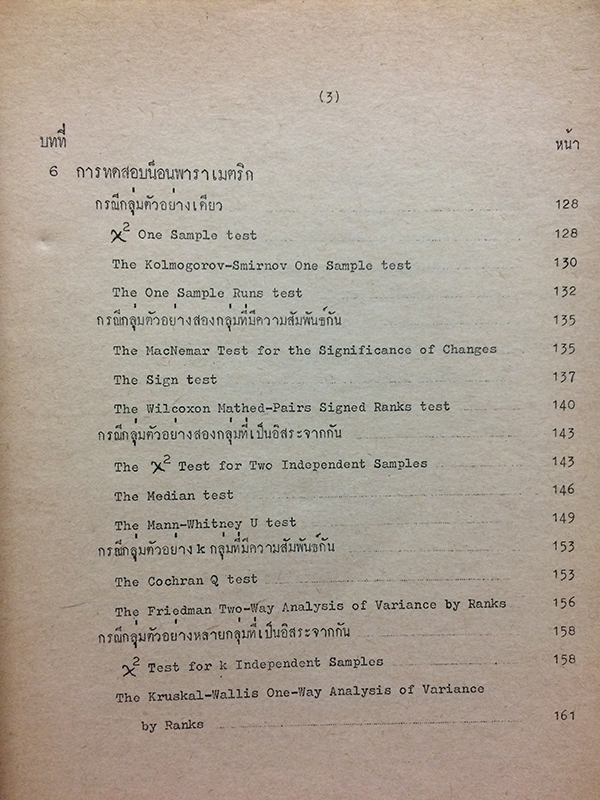 (3)
บทที่ หน้า
6 การทดสอบน็อนพาราเมตริก
กรณีกลุ่มตัวอย่างเดียว 128
χ² One Sample test 128
The Kolmogorov-Smirnov One Sample test 130
The One Sample Runs test 132
กรณีกลุ่มตัวอย่างสองกลุ่มที่มีความสัมพันธ์กัน 135
The MacNemar Test for the Significance of Changes 135
The Sign test 137
The Wilcoxon Mathed-Pairs Signed Ranks test 140
กรณีกลุ่มตัวอย่างสองกลุ่มที่เป็นอิสระจากกัน 143
The χ² Test for Two Independent Samples 143
The Median test 146
The Mann-Whitney U test 149
กรณีกลุ่มตัวอย่าง k กลุ่มที่มีความสัมพันธ์กัน 153
The Cochran Q test 153
The Friedman Two-Way Analysis of Variance by Ranks 156
กรณีกลุ่มตัวอย่างหลายกลุ่มที่เป็นอิสระจากกัน 158
χ² Test for k Independent Samples 158
The Kruskal-Wallis One-Way Analysis of Variance
by Ranks 161